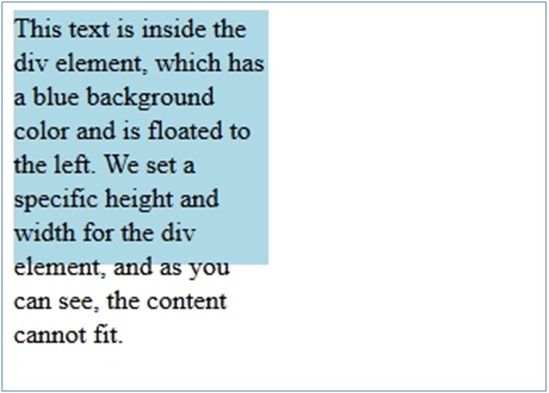 This text is inside the
div element, which has
a blue background
color and is floated to
the left. We set a
specific height and
width for the div
element, and as you
can see, the content
cannot fit.